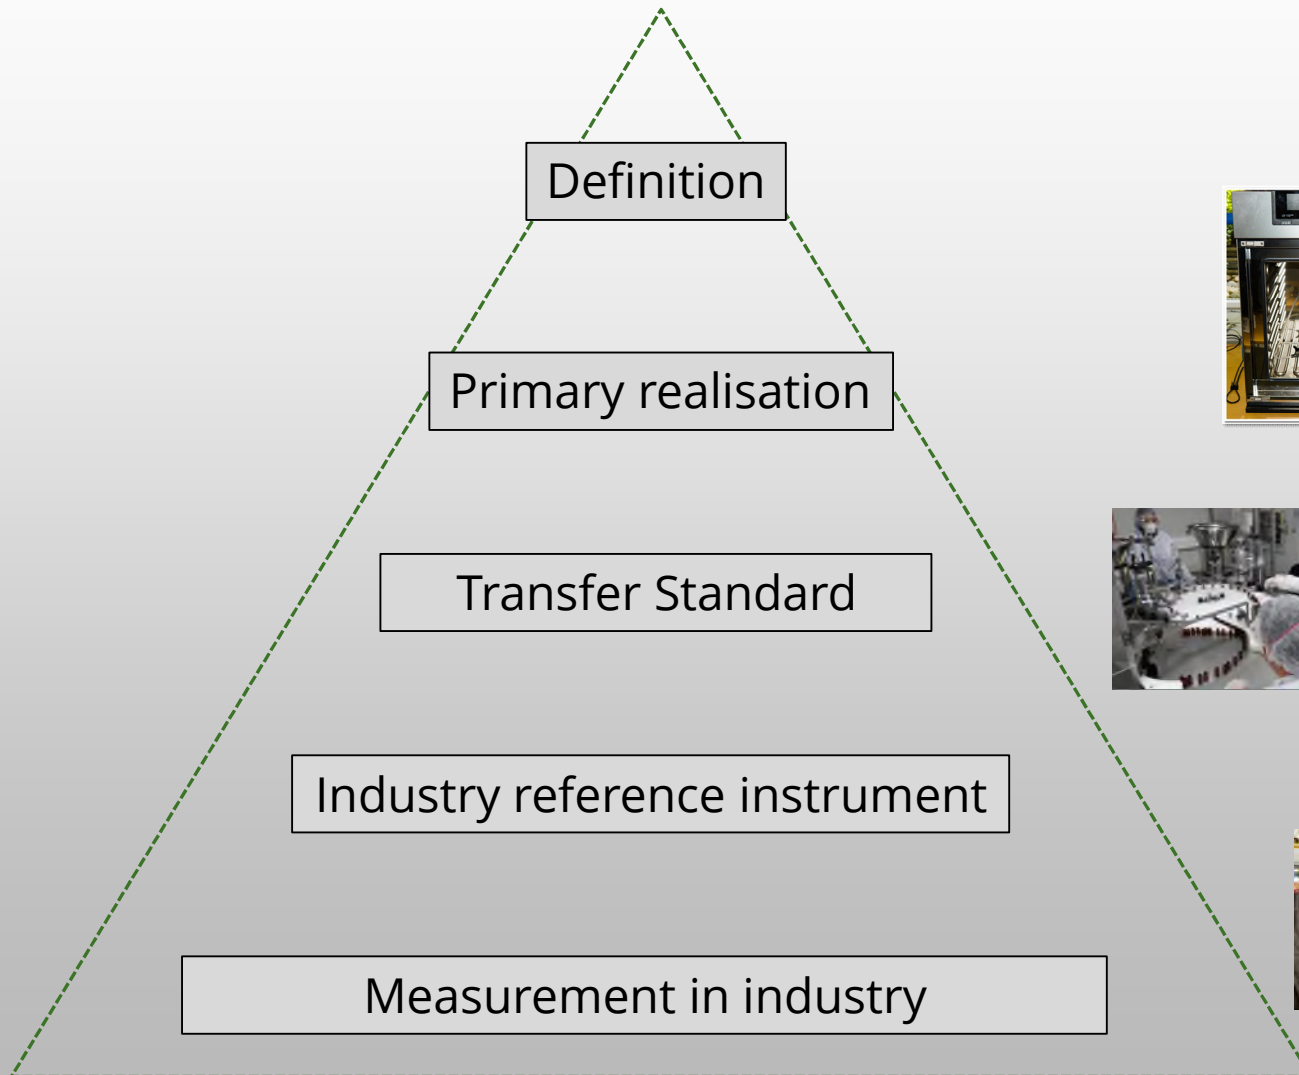 Definition
Primary realisation
Transfer Standard
Industry reference instrument
Measurement in industry